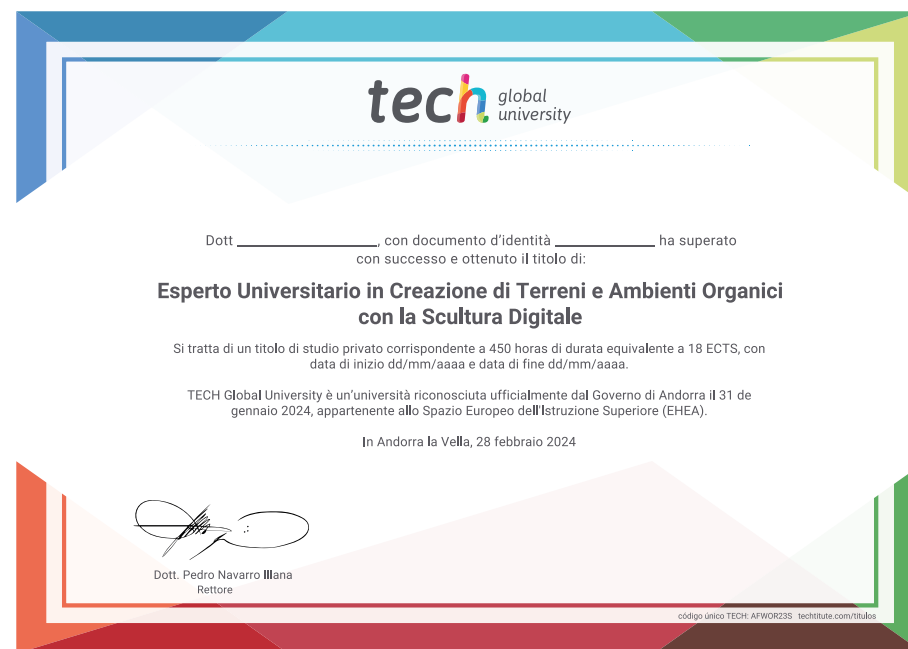 tech global
university
Dott ____________________, con documento d'identità ______________ ha superato
con successo e ottenuto il titolo di:
Esperto Universitario in Creazione di Terreni e Ambienti Organici
con la Scultura Digitale
Si tratta di un titolo di studio privato corrispondente a 450 horas di durata equivalente a 18 ECTS, con
data di inizio dd/mm/aaaa e data di fine dd/mm/aaaa.
TECH Global University è un'università riconosciuta ufficialmente dal Governo di Andorra il 31 de
gennaio 2024, appartenente allo Spazio Europeo dell'Istruzione Superiore (EHEA).
In Andorra la Vella, 28 febbraio 2024
Dott. Pedro Navarro Illana
Rettore
código único TECH: AFWOR23S techtitute.com/titulos